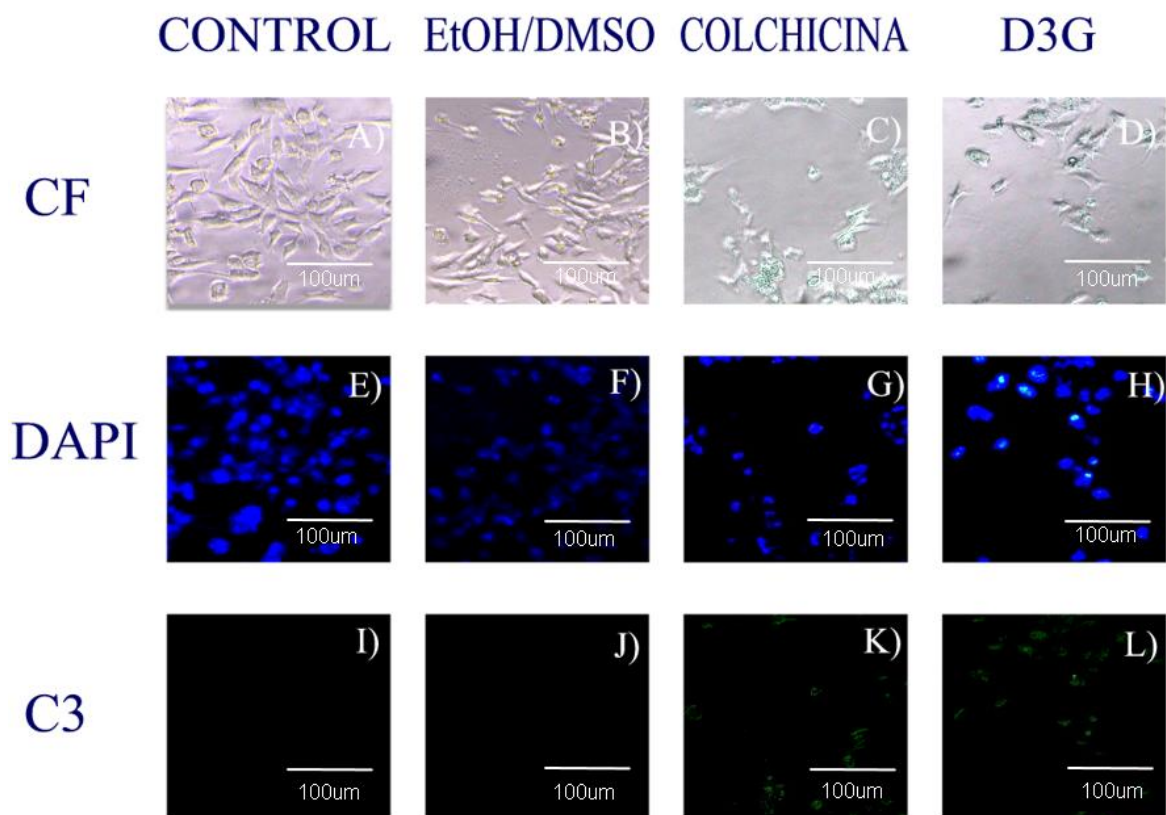 CONTROL EtOH/DMSO COLCHICINA D3G
CF
A) B) C) D)
100um 100um 100um 100um
DAPI
E) F) G) H)
100um 100um 100um 100um
C3
I) J) K) L)
100um 100um 100um 100um